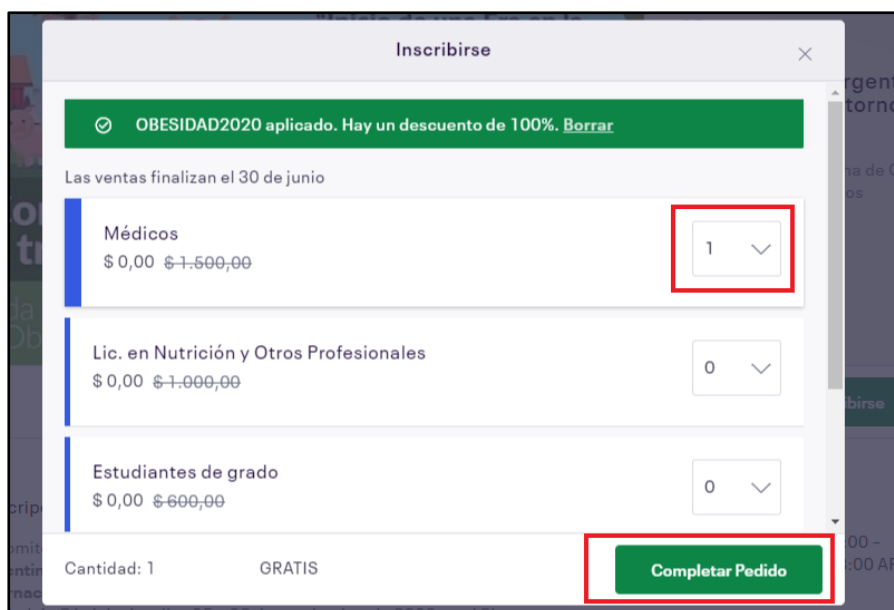 Inscribirse
OBESIDAD2020 aplicado. Hay un descuento de 100%. Borrar
Las ventas finalizan el 30 de junio
Médicos
1
$ 0,00 $ 1.500,00
Lic. en Nutrición y Otros Profesionales
0
$ 0,00 $ 1.000,00
Estudiantes de grado
0
$ 0,00 $ 600,00
Cantidad: 1 GRATIS Completar Pedido